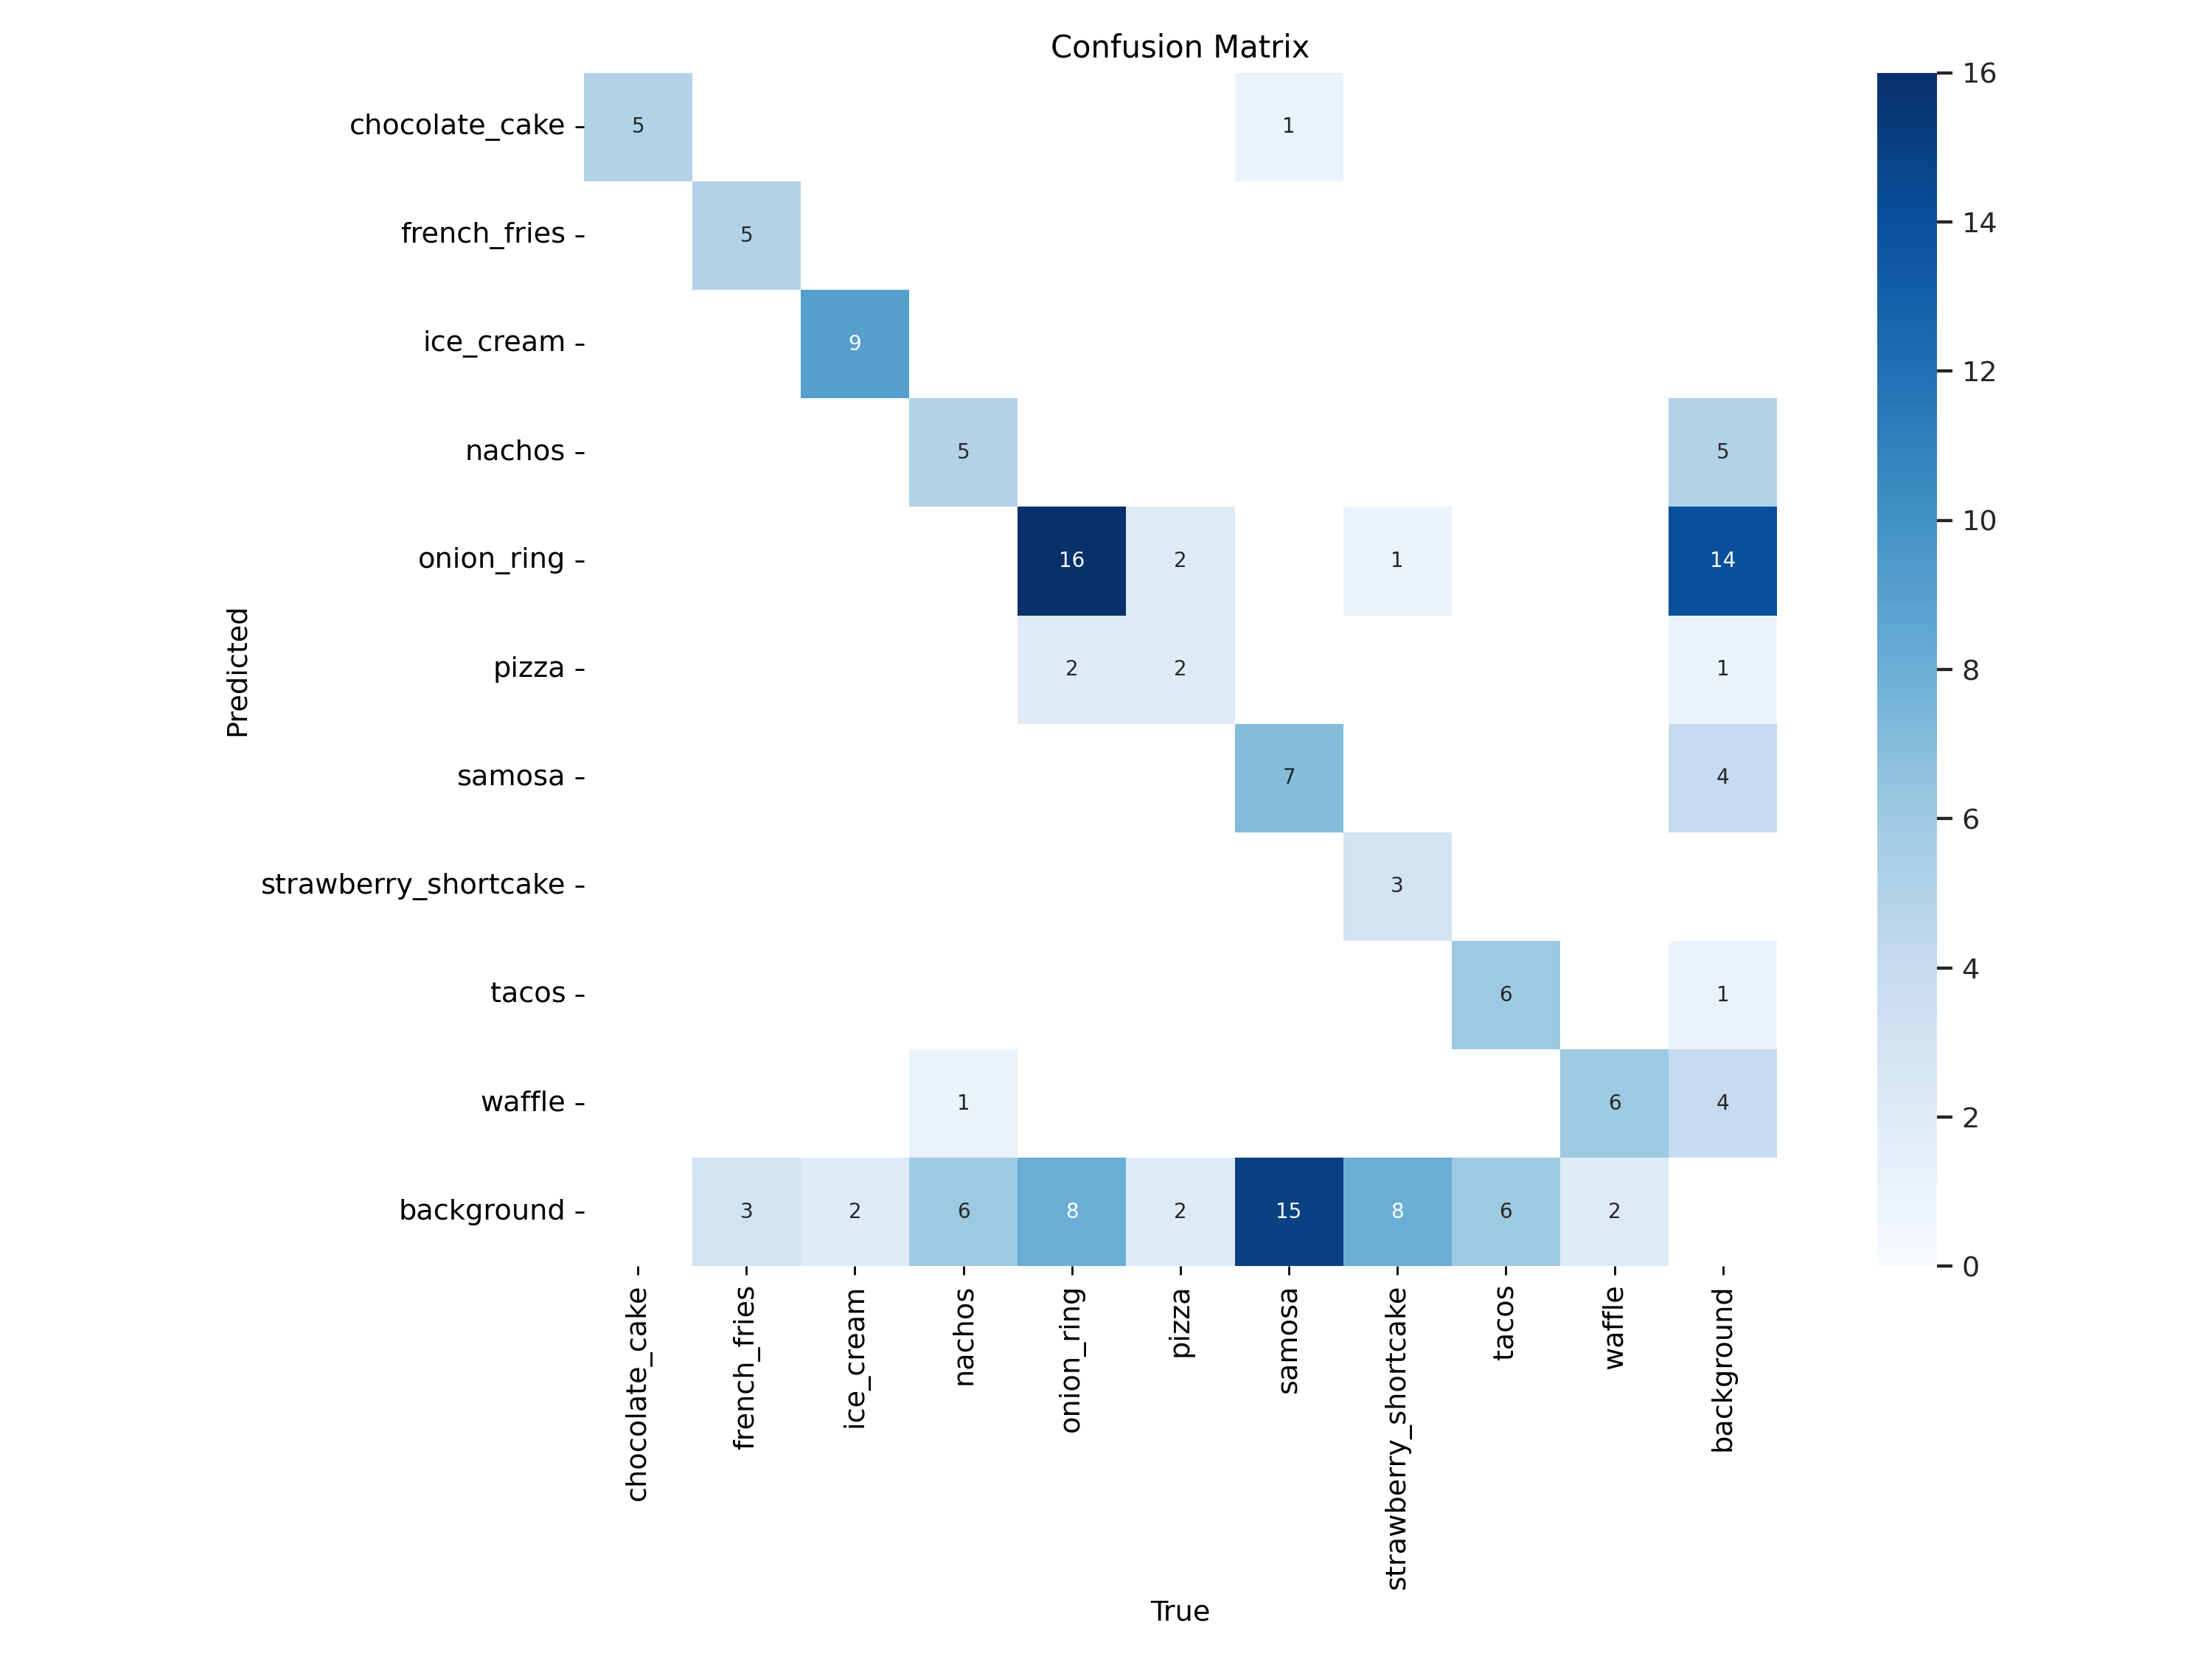 Confusion Matrix
chocolate_cake 5 1
french_fries 5
ice_cream 9
nachos 5 5
onion_ring 16 2 1 14
pizza 2 2 1
samosa 7 4
strawberry_shortcake 3
tacos 6 1
waffle 1 6 4
background 3 2 6 8 2 15 8 6 2
Predicted
chocolate_cake
french_fries
ice_cream
nachos
onion_ring
pizza
samosa
strawberry_shortcake
tacos
waffle
background
True
16
14
12
10
8
6
4
2
0